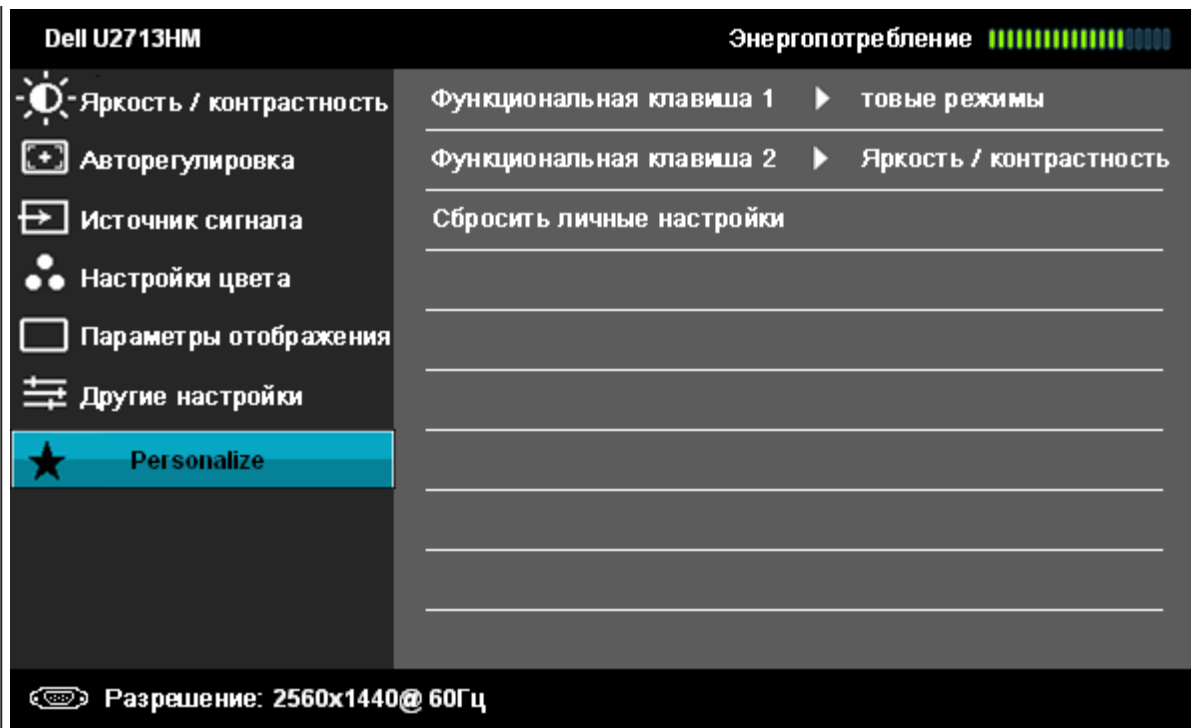 Dell U2713HM
Энергопотребление
Яркость / контрастность
Функциональная клавиша 1 товые режимы
Авторегулировка
Функциональная клавиша 2 Яркость / контрастность
Источник сигнала
Сбросить личные настройки
Настройки цвета
Параметры отображения
Другие настройки
Personalize
Разрешение: 2560x1440@ 60Гц